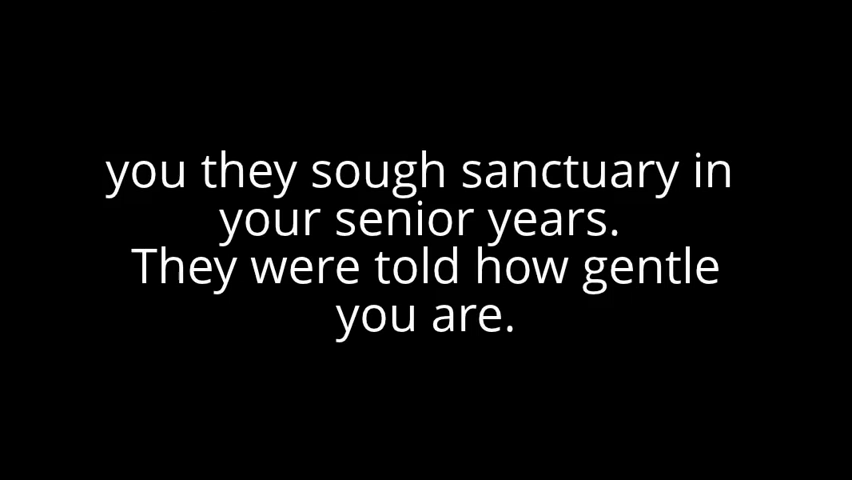 you they sough sanctuary in
your senior years.
They were told how gentle
you are.